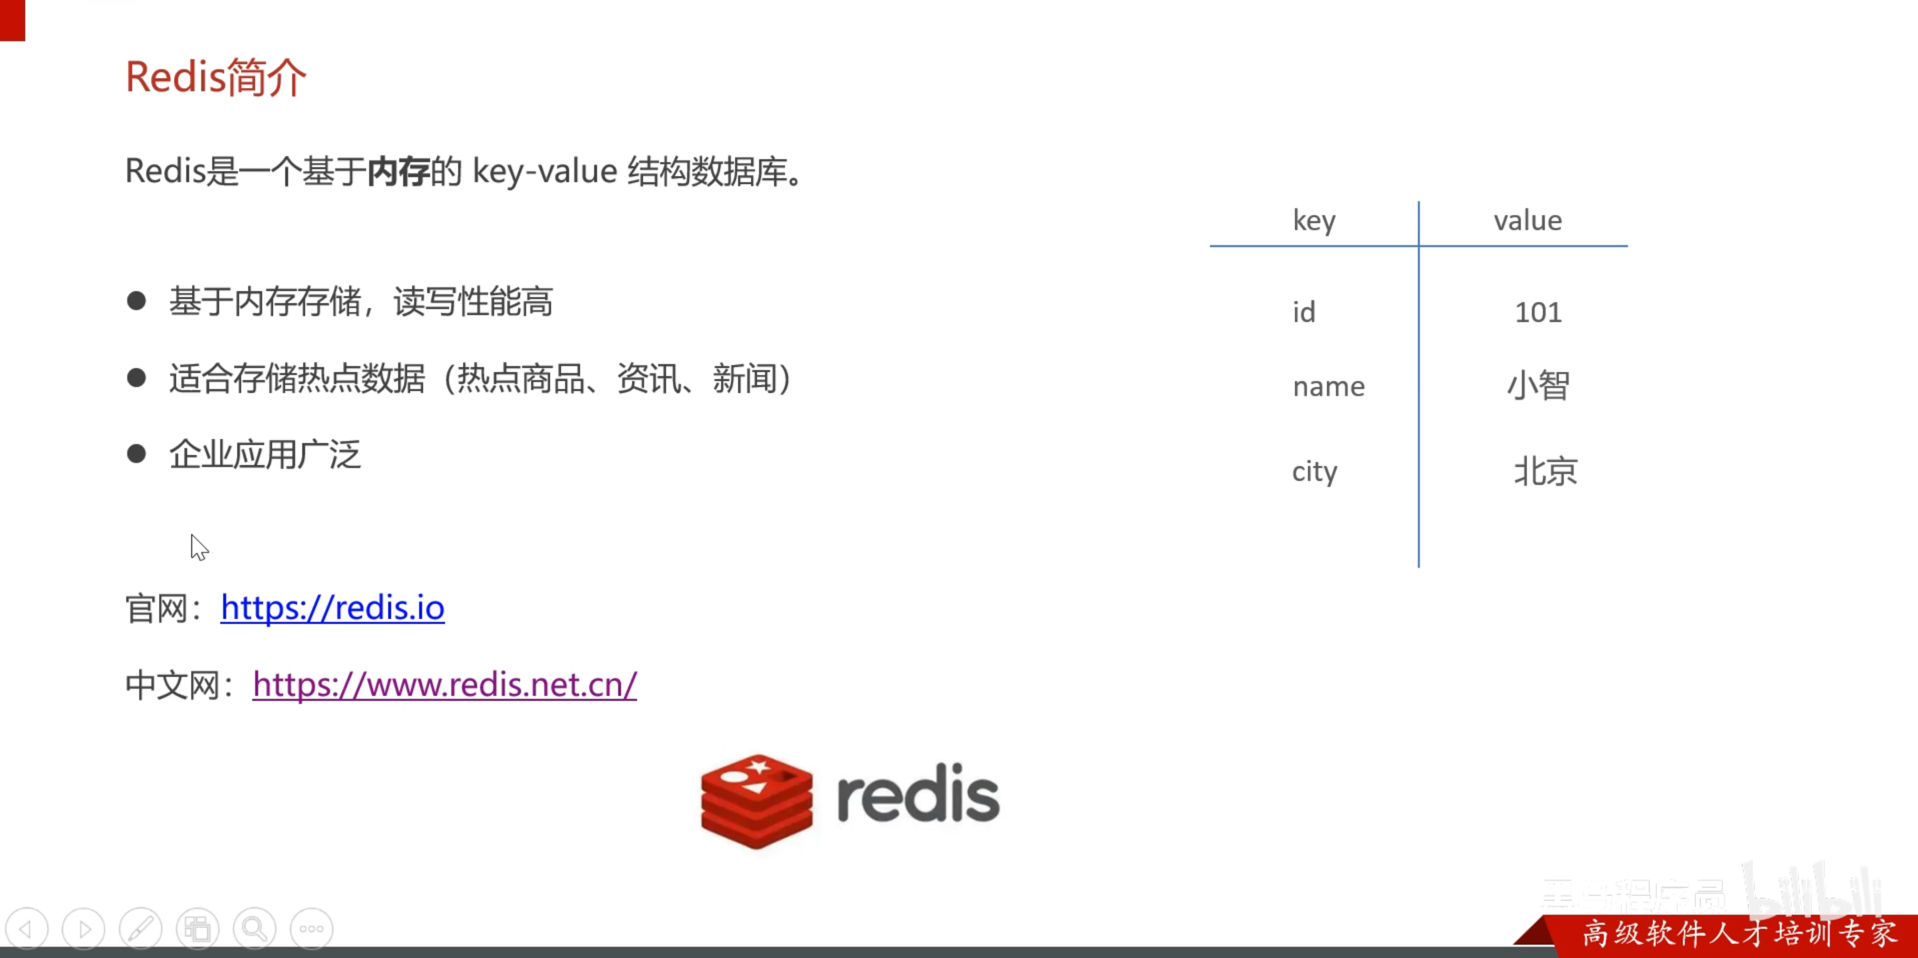 Redis简介
Redis是一个基于内存的 key-value 结构数据库。
● 基于内存存储，读写性能高
● 适合存储热点数据（热点商品、资讯、新闻）
● 企业应用广泛
官网：https://redis.io
中文网：https://www.redis.net.cn/
key value
id 101
name 小智
city 北京
redis
黑马程序员 bilibili
高级软件人才培训专家